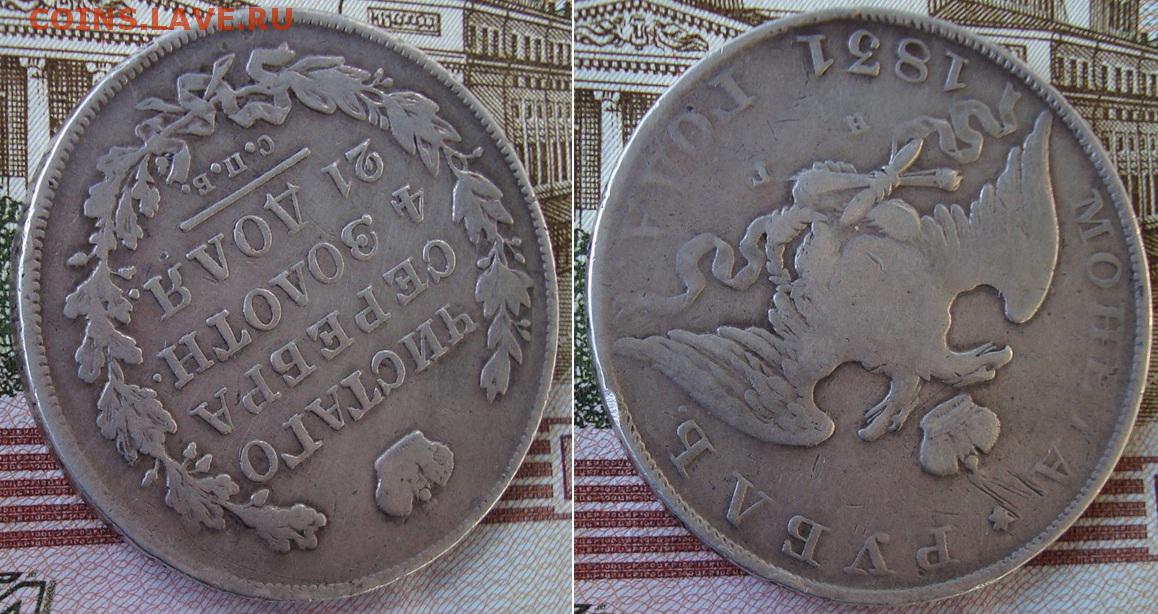 COINS.LAVE.RU
ЧИСТАГО
СЕРЕБРА
4 ЗОЛОТН.
21 ДОЛЯ.
С.П.Б.
МОНЕТА РУБЛЬ.
1831 ГОДА
Н Г